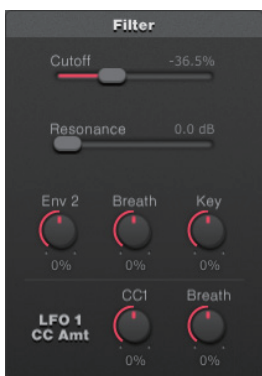 Filter
Cutoff -36.5%
Resonance 0.0 dB
Env 2 Breath Key
0% 0% 0%
CC1 Breath
LFO 1
CC Amt
0% 0%